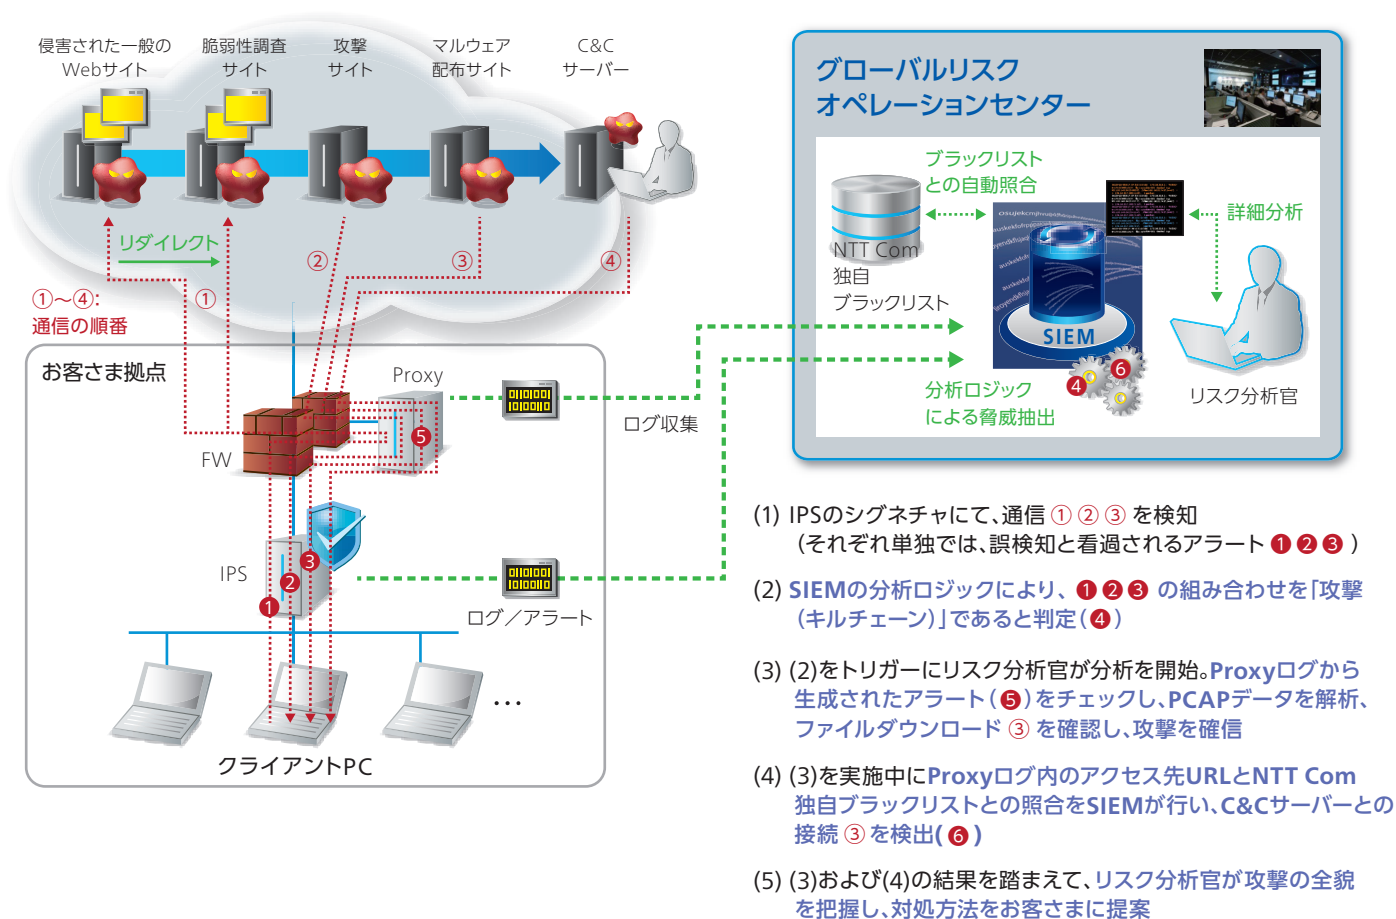 侵害された一般の
Webサイト
脆弱性調査
サイト
攻撃
サイト
マルウェア
配布サイト
C&C
サーバー
リダイレクト
①
②
③
④
①〜④:
通信の順番
お客さま拠点
Proxy
FW
❺
01101001
10100110
ログ収集
IPS
❸
❷
❶
01101001
10100110
ログ／アラート
クライアントPC
…
グローバルリスク
オペレーションセンター
ブラックリスト
との自動照合
NTT Com
独自
ブラックリスト
SIEM
詳細分析
❹
❻
分析ロジック
による脅威抽出
リスク分析官
(1) IPSのシグネチャにて、通信 ① ② ③ を検知
（それぞれ単独では、誤検知と看過されるアラート ❶ ❷ ❸ ）
(2) SIEMの分析ロジックにより、 ❶ ❷ ❸ の組み合わせを「攻撃
（キルチェーン）」であると判定（❹）
(3) (2)をトリガーにリスク分析官が分析を開始。Proxyログから
生成されたアラート（❺）をチェックし、PCAPデータを解析、
ファイルダウンロード ③ を確認し、攻撃を確信
(4) (3)を実施中にProxyログ内のアクセス先URLとNTT Com
独自ブラックリストとの照合をSIEMが行い、C&Cサーバーとの
接続 ③ を検出( ❻ )
(5) (3)および(4)の結果を踏まえて、リスク分析官が攻撃の全貌
を把握し、対処方法をお客さまに提案